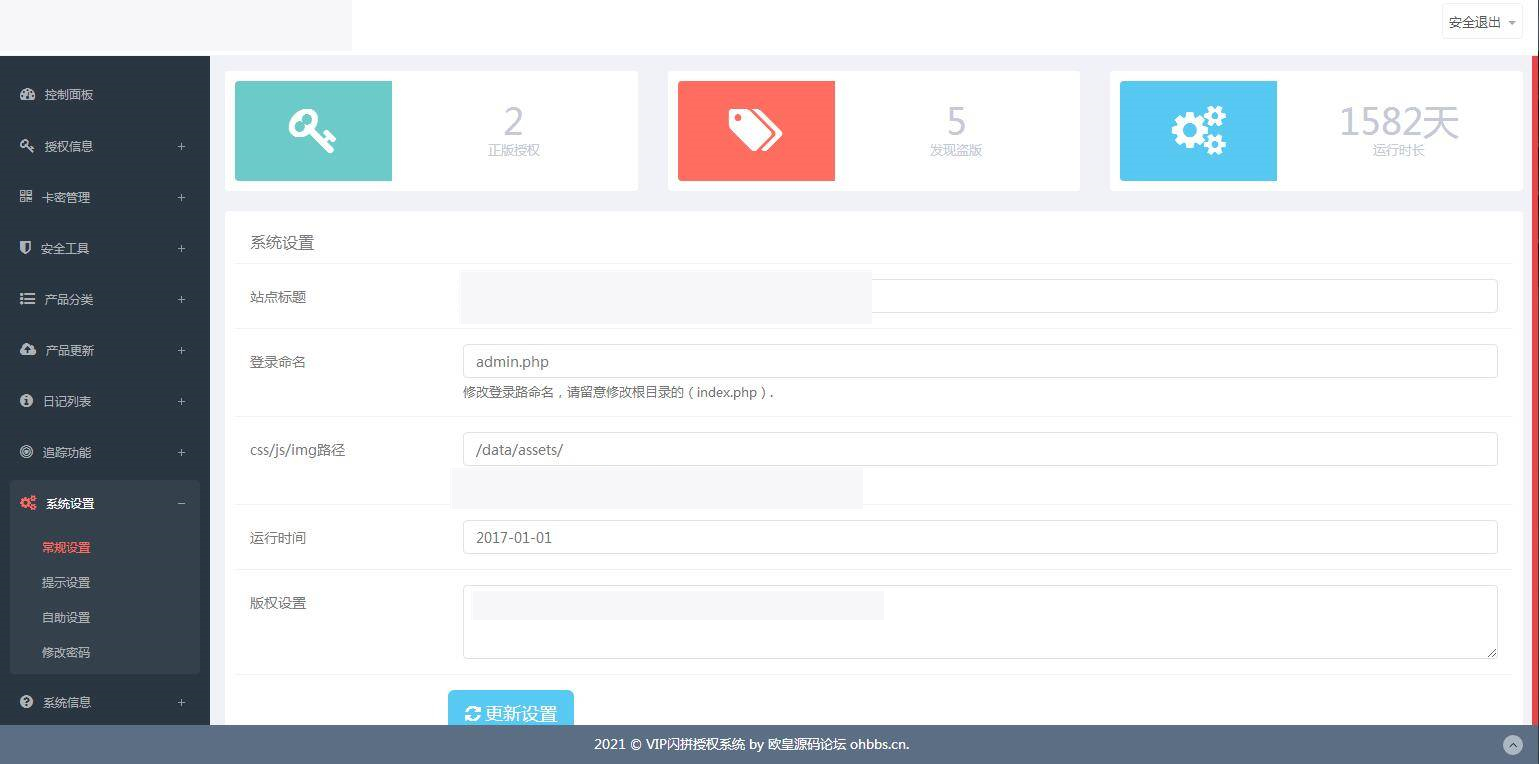 安全退出
控制面板
授权信息
卡密管理
安全工具
产品分类
产品更新
日记列表
追踪功能
系统设置
常规设置
提示设置
自助设置
修改密码
系统信息
2
正版授权
5
发现盗版
1582天
运行时长
系统设置
站点标题
登录命名
admin.php
修改登录路命名，请留意修改根目录的（index.php）.
css/js/img路径
/data/assets/
运行时间
2017-01-01
版权设置
更新设置
2021 © VIP闪拼授权系统 by 欧皇源码论坛 ohbbs.cn.